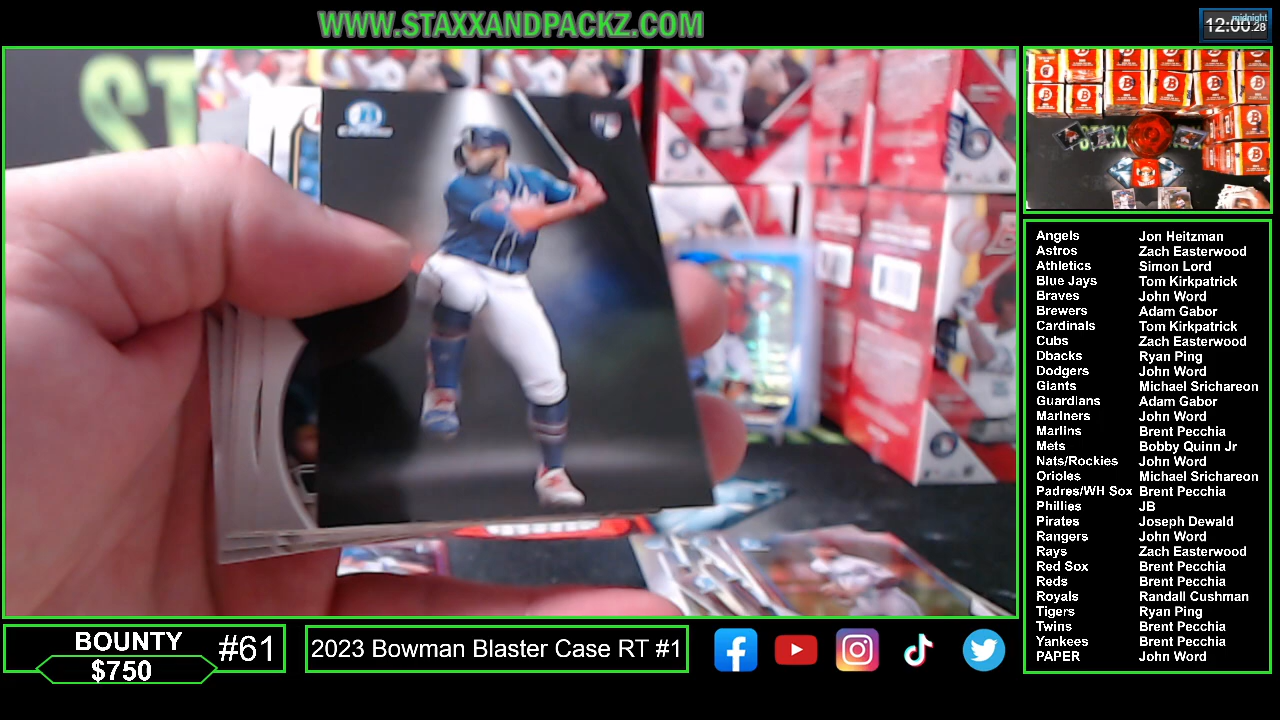 WWW.STAXXANDPACKZ.COM
midnight
12:00.28
Angels Jon Heitzman
Astros Zach Easterwood
Athletics Simon Lord
Blue Jays Tom Kirkpatrick
Braves John Word
Brewers Adam Gabor
Cardinals Tom Kirkpatrick
Cubs Zach Easterwood
Dbacks Ryan Ping
Dodgers John Word
Giants Michael Srichareon
Guardians Adam Gabor
Mariners John Word
Marlins Brent Pecchia
Mets Bobby Quinn Jr
Nats/Rockies John Word
Orioles Michael Srichareon
Padres/WH Sox Brent Pecchia
Phillies JB
Pirates Joseph Dewald
Rangers John Word
Rays Zach Easterwood
Red Sox Brent Pecchia
Reds Brent Pecchia
Royals Randall Cushman
Tigers Ryan Ping
Twins Brent Pecchia
Yankees Brent Pecchia
PAPER John Word
BOUNTY
$750
#61
2023 Bowman Blaster Case RT #1